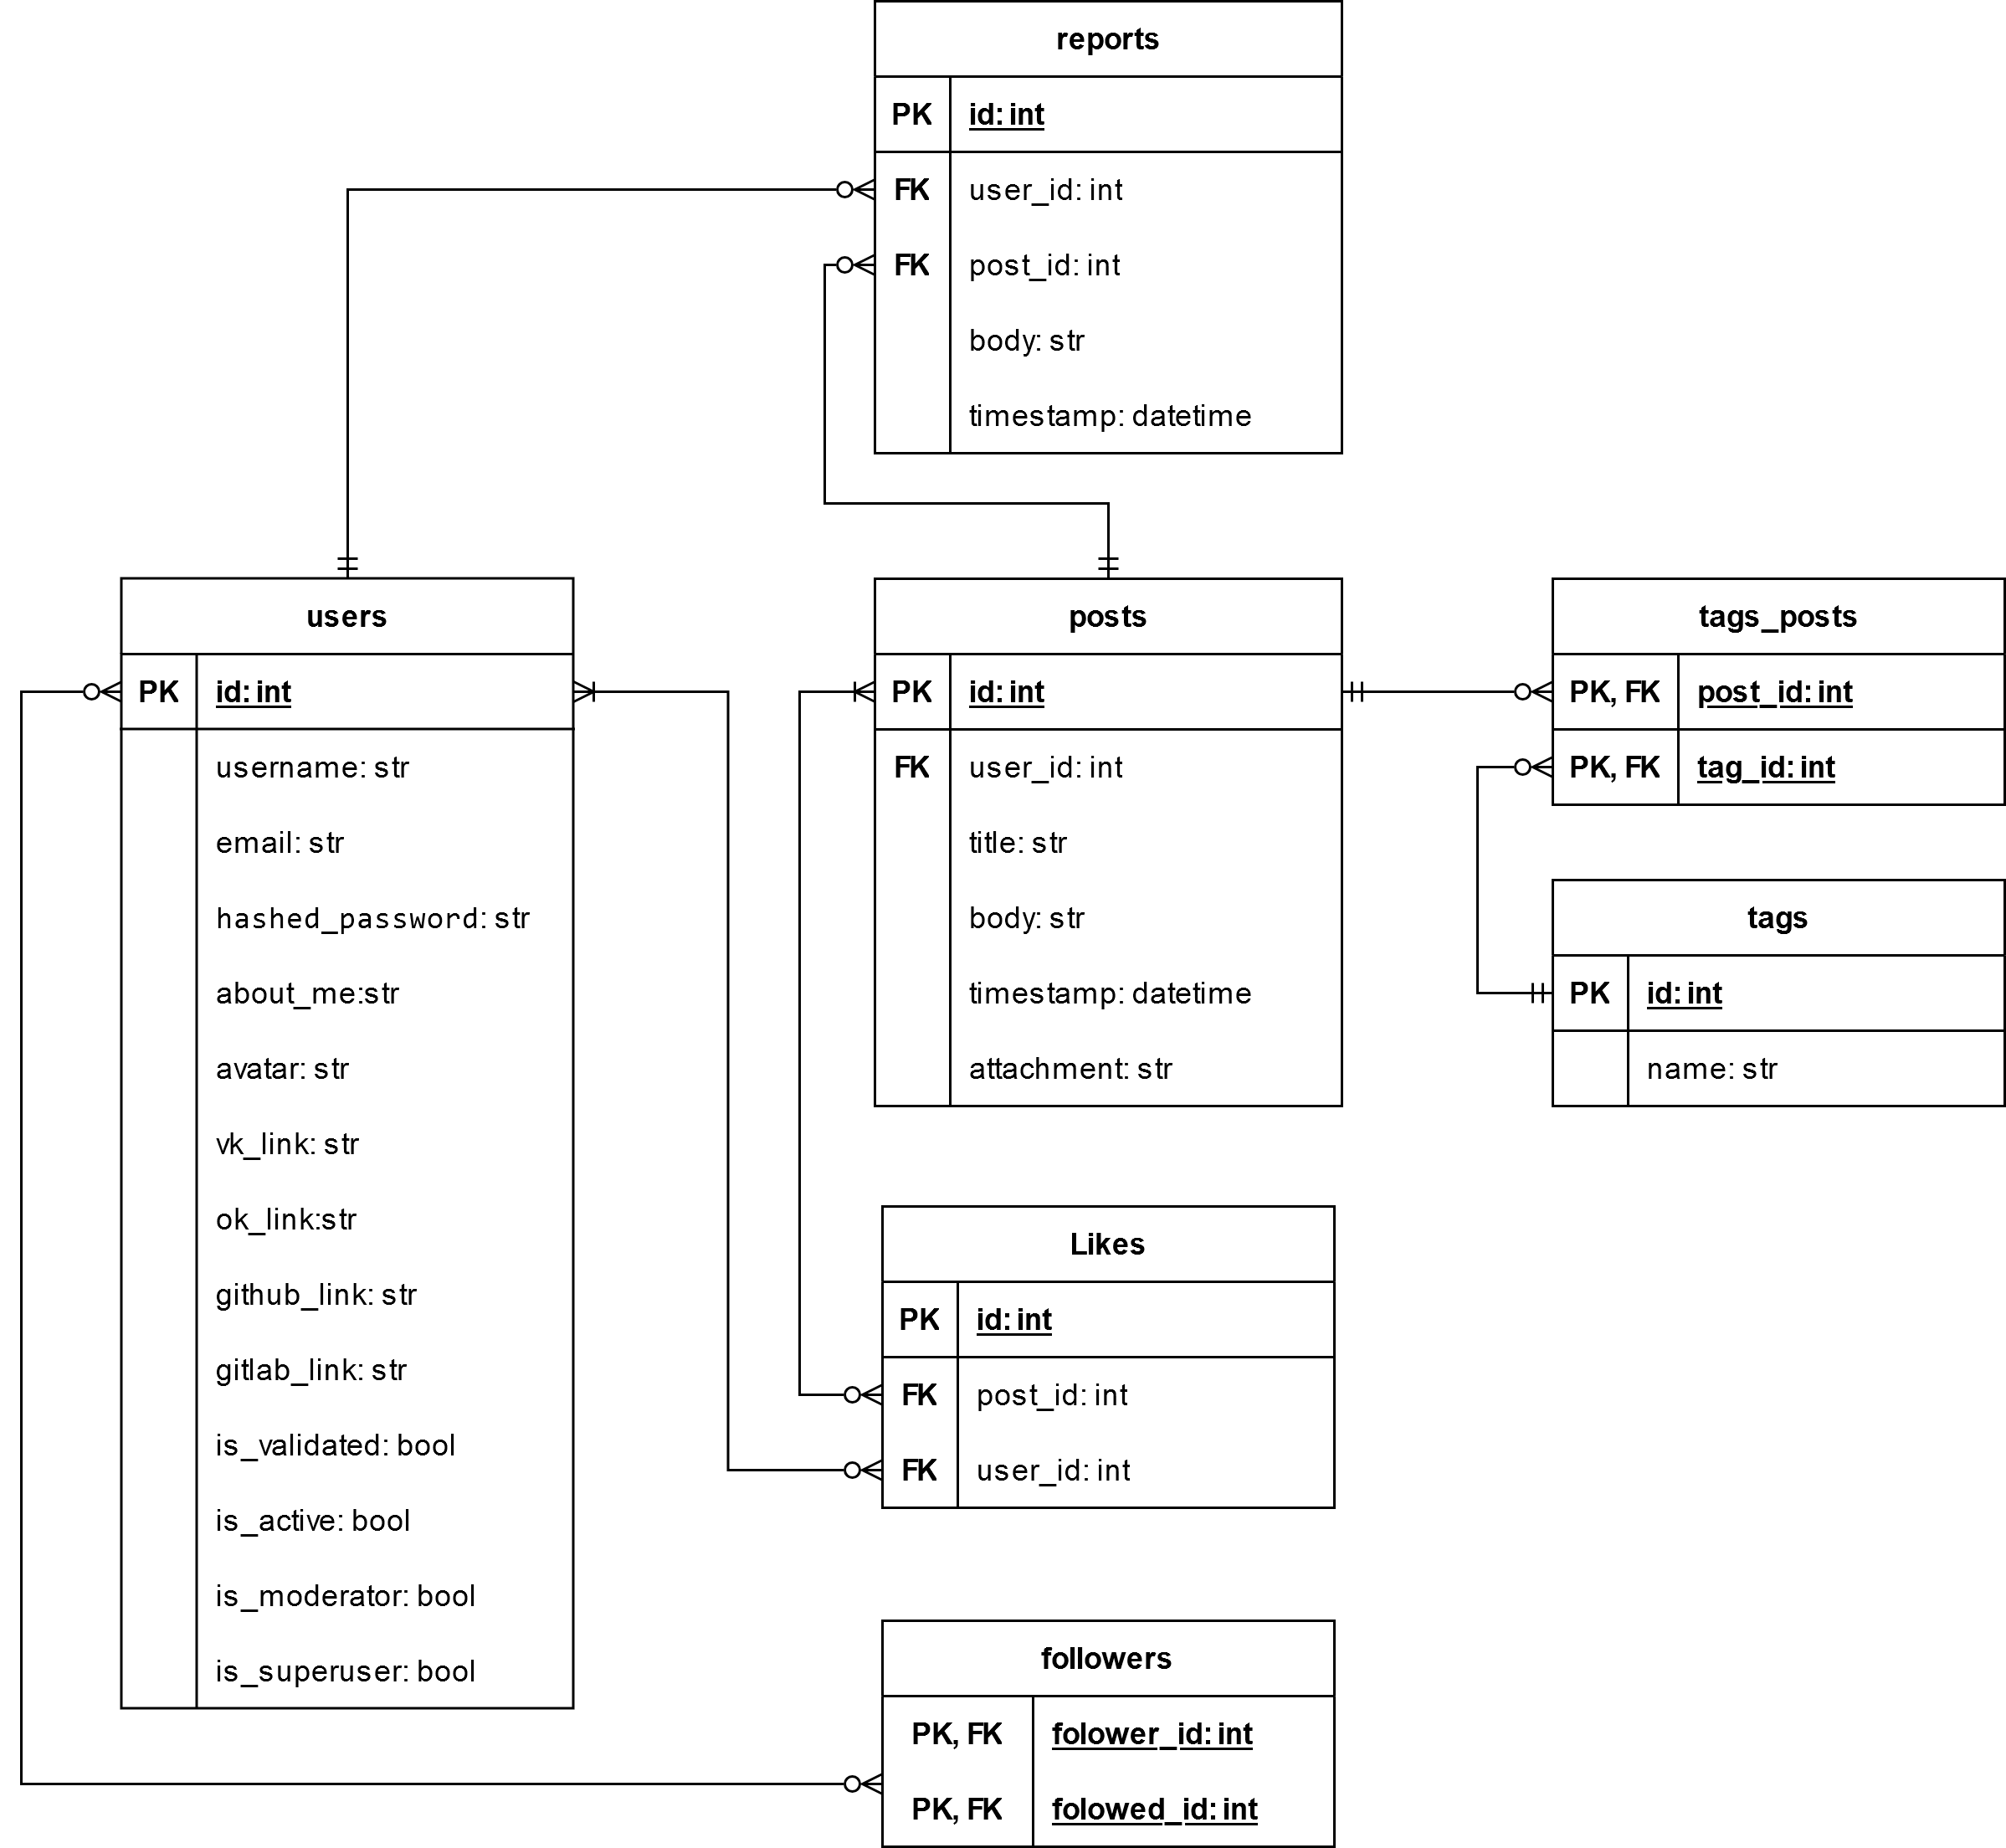 reports
PK id: int
FK user_id: int
FK post_id: int
body: str
timestamp: datetime
users
PK id: int
username: str
email: str
hashed_password: str
about_me:str
avatar: str
vk_link: str
ok_link:str
github_link: str
gitlab_link: str
is_validated: bool
is_active: bool
is_moderator: bool
is_superuser: bool
posts
PK id: int
FK user_id: int
title: str
body: str
timestamp: datetime
attachment: str
tags_posts
PK, FK post_id: int
PK, FK tag_id: int
tags
PK id: int
name: str
Likes
PK id: int
FK post_id: int
FK user_id: int
followers
PK, FK folower_id: int
PK, FK folowed_id: int